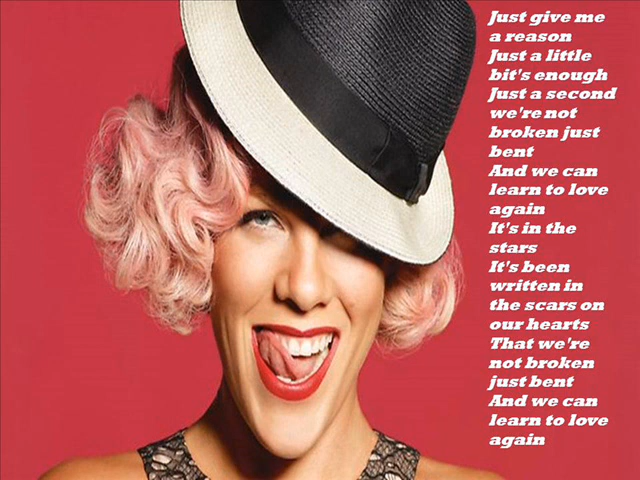 Just give me
a reason
Just a little
bit's enough
Just a second
we're not
broken just
bent
And we can
learn to love
again
It's in the
stars
It's been
written in
the scars on
our hearts
That we're
not broken
just bent
And we can
learn to love
again